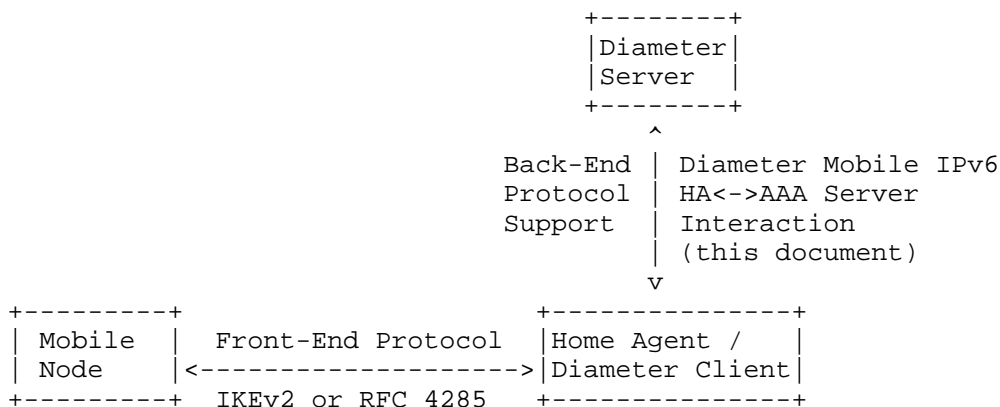 +--------+
|Diameter|
|Server  |
+--------+
^
Back-End | Diameter Mobile IPv6
Protocol | HA<->AAA Server
Support  | Interaction
| (this document)
v
+---------+                          +---------------+
| Mobile  |  Front-End Protocol  |Home Agent /   |
| Node    |<-------------------->|Diameter Client|
+---------+  IKEv2 or RFC 4285   +---------------+